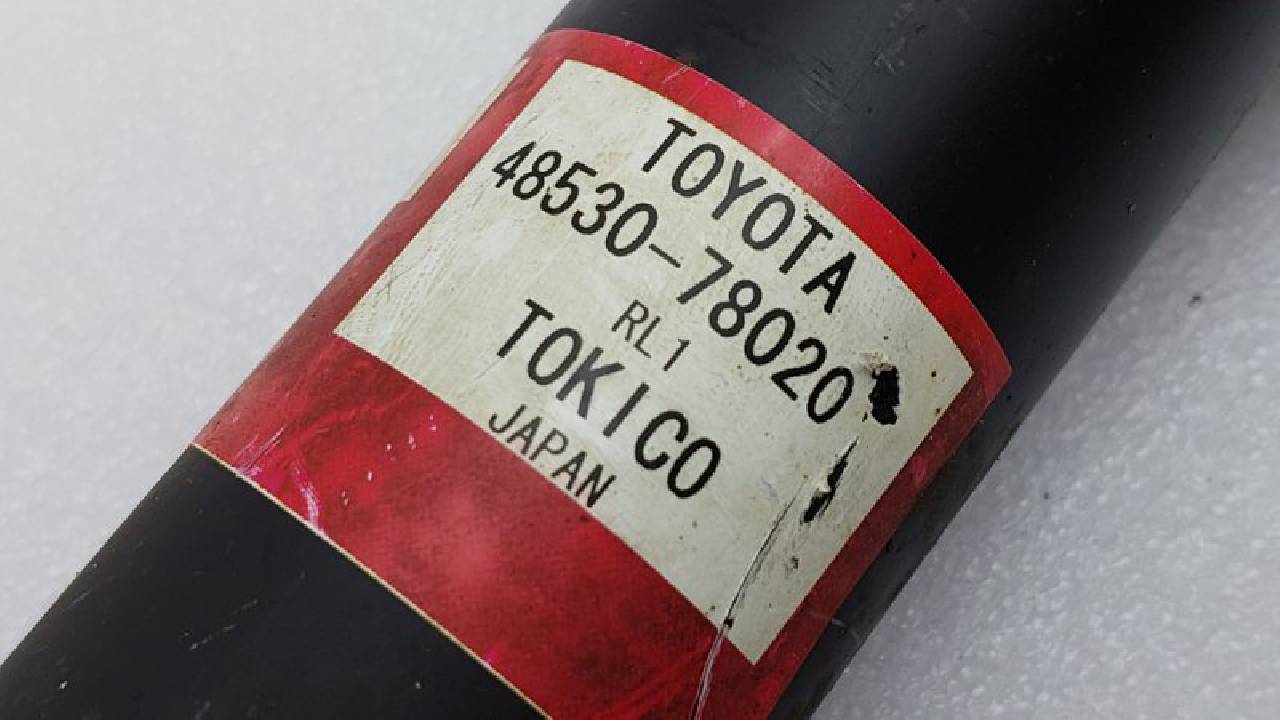 TOYOTA
48530-78020
RL1
TOKICO
JAPAN